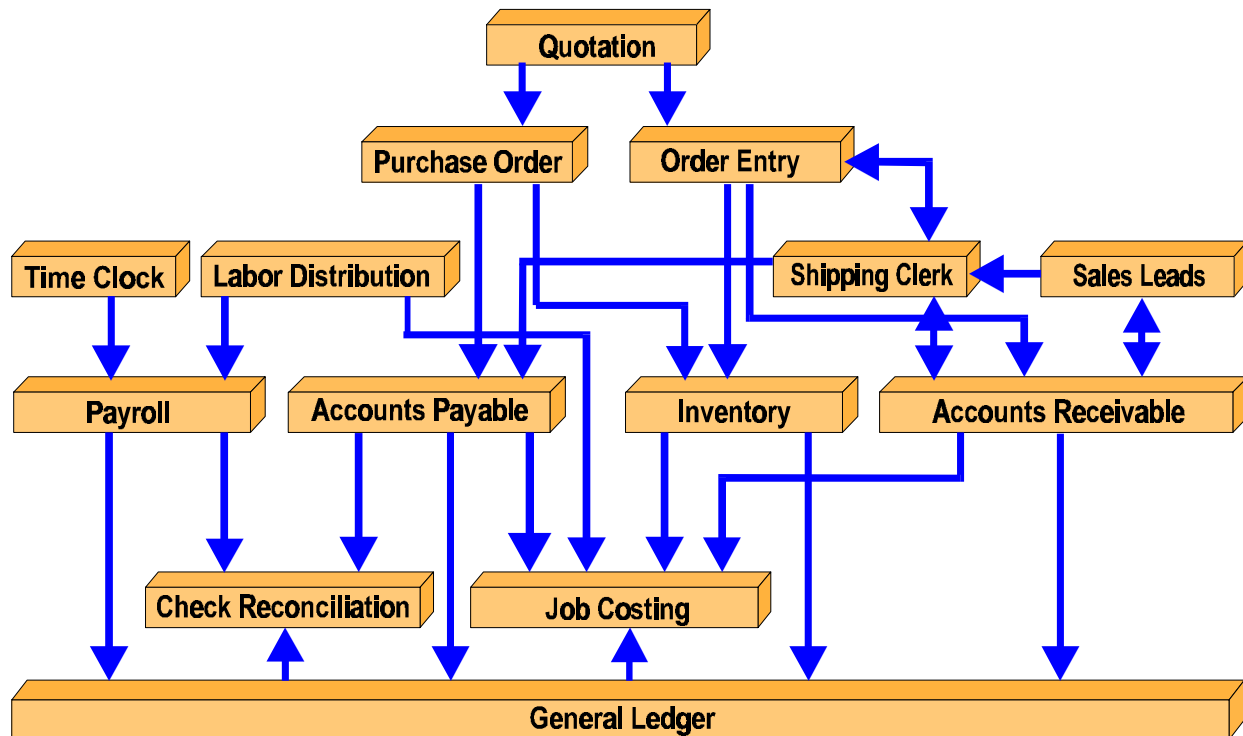 Quotation
Purchase Order
Order Entry
Time Clock
Labor Distribution
Shipping Clerk
Sales Leads
Payroll
Accounts Payable
Inventory
Accounts Receivable
Check Reconciliation
Job Costing
General Ledger